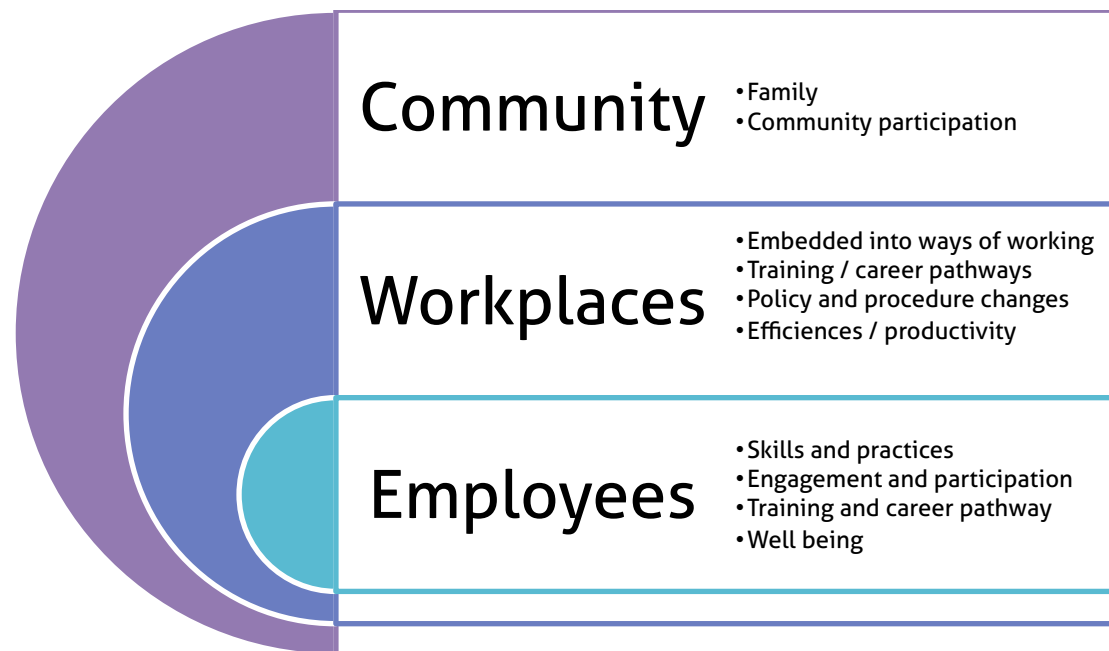 Community
•Family
•Community participation
Workplaces
•Embedded into ways of working
•Training / career pathways
•Policy and procedure changes
•Efficiences / productivity
Employees
•Skills and practices
•Engagement and participation
•Training and career pathway
•Well being